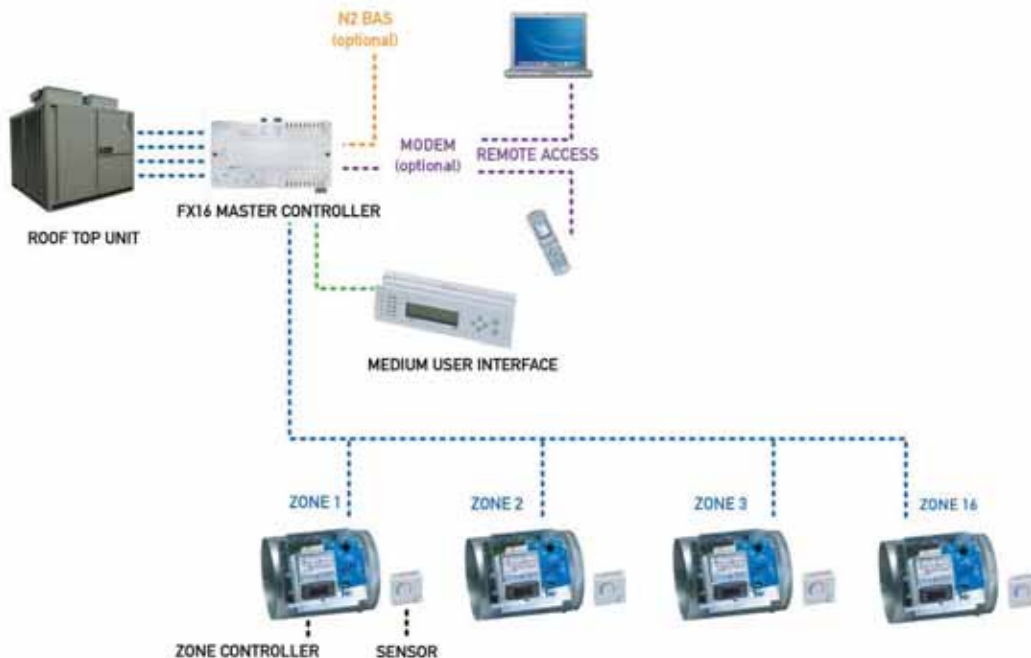 N2 BAS
(optional)
MODEM
(optional)
REMOTE ACCESS
FX16 MASTER CONTROLLER
ROOF TOP UNIT
MEDIUM USER INTERFACE
ZONE 1
ZONE 2
ZONE 3
ZONE 16
ZONE CONTROLLER
SENSOR